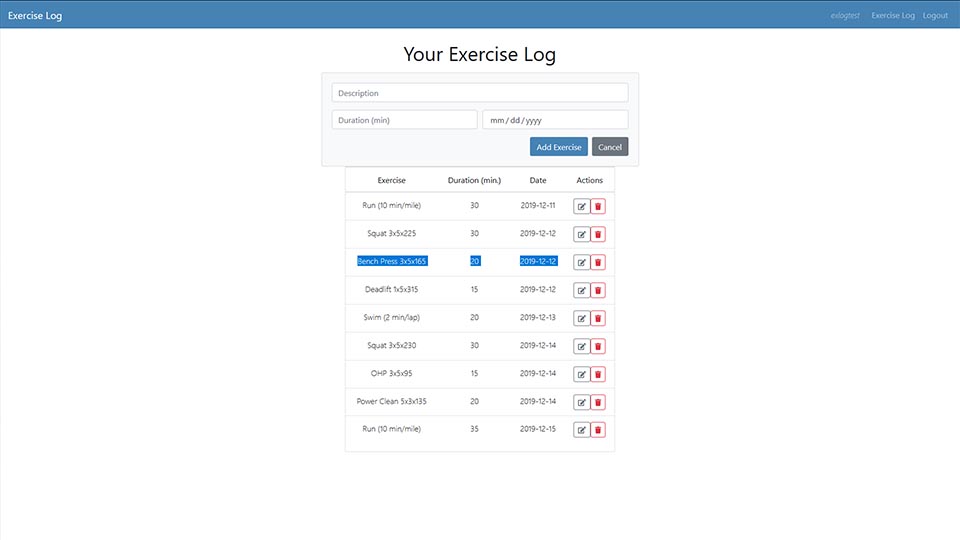 Exercise Log exlogtest Exercise Log Logout
Your Exercise Log
Description
Duration (min) mm/dd/yyyy
Add Exercise Cancel
Exercise Duration (min.) Date Actions
Run (10 min/mile) 30 2019-12-11
Squat 3x5x225 30 2019-12-12
Bench Press 3x5x165 20 2019-12-12
Deadlift 1x5x315 15 2019-12-12
Swim (2 min/lap) 20 2019-12-13
Squat 3x5x230 30 2019-12-14
OHP 3x5x95 15 2019-12-14
Power Clean 5x3x135 20 2019-12-14
Run (10 min/mile) 35 2019-12-15